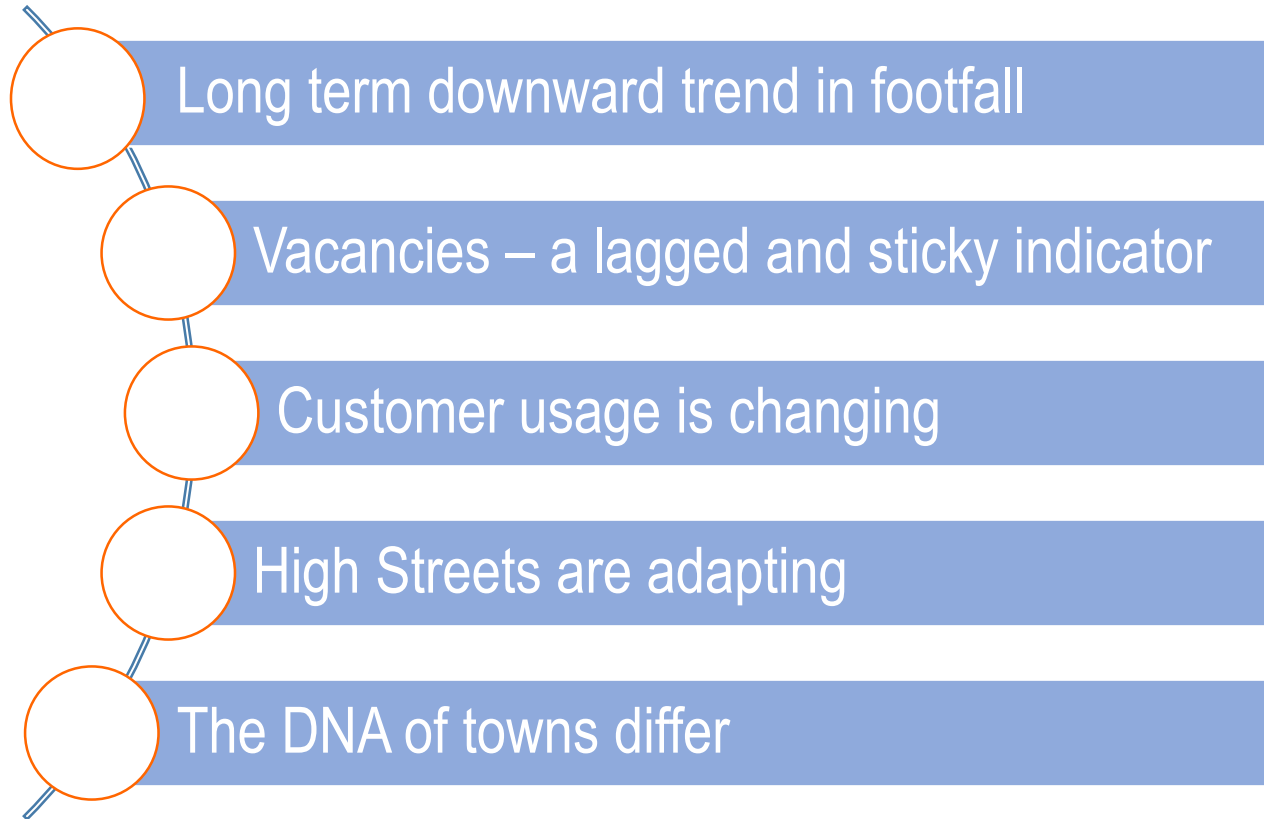 Long term downward trend in footfall
Vacancies – a lagged and sticky indicator
Customer usage is changing
High Streets are adapting
The DNA of towns differ